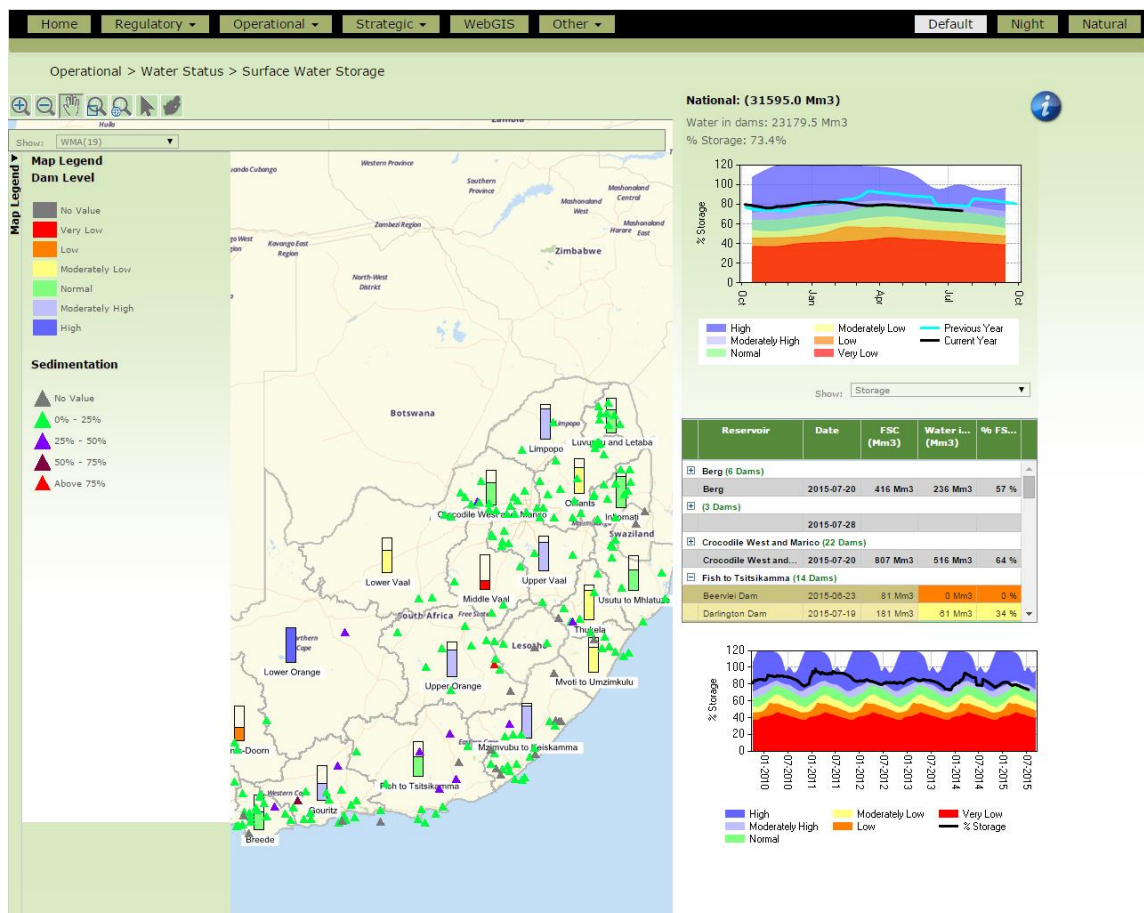 Home Regulatory Operational Strategic WebGIS Other Default Night Natural
Operational > Water Status > Surface Water Storage
Show: WMA(19)
Map Legend
Map Legend
Dam Level
No Value
Very Low
Low
Moderately Low
Normal
Moderately High
High
Sedimentation
No Value
0% - 25%
25% - 50%
50% - 75%
Above 75%
Huila
Zambia
Western Province
Southern
Province
Mashonaland
West
Mashonaland
Central
Mashonaland
Harare East
Zambezi Region
Kavango East
Region
Zimbabwe
North-West
District
Botswana
Limpopo
Limpopo
Luvuvhu and Letaba
Olifants
Crocodile West and Marico
Inkomati
Swaziland
Lower Vaal
Middle Vaal
Upper Vaal
Usutu to Mhlatuze
South Africa
Free State
Thukela
Lesotho
Lower Orange
Upper Orange
Mvoti to Umzimkulu
Mzimvubu to Keiskamma
Fish to Tsitsikamma
Gouritz
Breede
National: (31595.0 Mm3)
Water in dams: 23179.5 Mm3
% Storage: 73.4%
% Storage
120
100
80
60
40
20
0
Oct Jan Apr Jul Oct
High Moderately Low Previous Year
Moderately High Low Current Year
Normal Very Low
Show: Storage
Reservoir Date FSC (Mm3) Water i... (Mm3) % FS...
Berg (6 Dams)
Berg 2015-07-20 416 Mm3 236 Mm3 57 %
(3 Dams)
2015-07-28
Crocodile West and Marico (22 Dams)
Crocodile West and... 2015-07-20 807 Mm3 516 Mm3 64 %
Fish to Tsitsikamma (14 Dams)
Beervlei Dam 2015-06-23 81 Mm3 0 Mm3 0 %
Darlington Dam 2015-07-19 181 Mm3 61 Mm3 34 %
% Storage
120
100
80
60
40
20
0
01-2010 07-2010 01-2011 07-2011 01-2012 07-2012 01-2013 07-2013 01-2014 07-2014 01-2015 07-2015
High Moderately Low Very Low
Moderately High Low % Storage
Normal